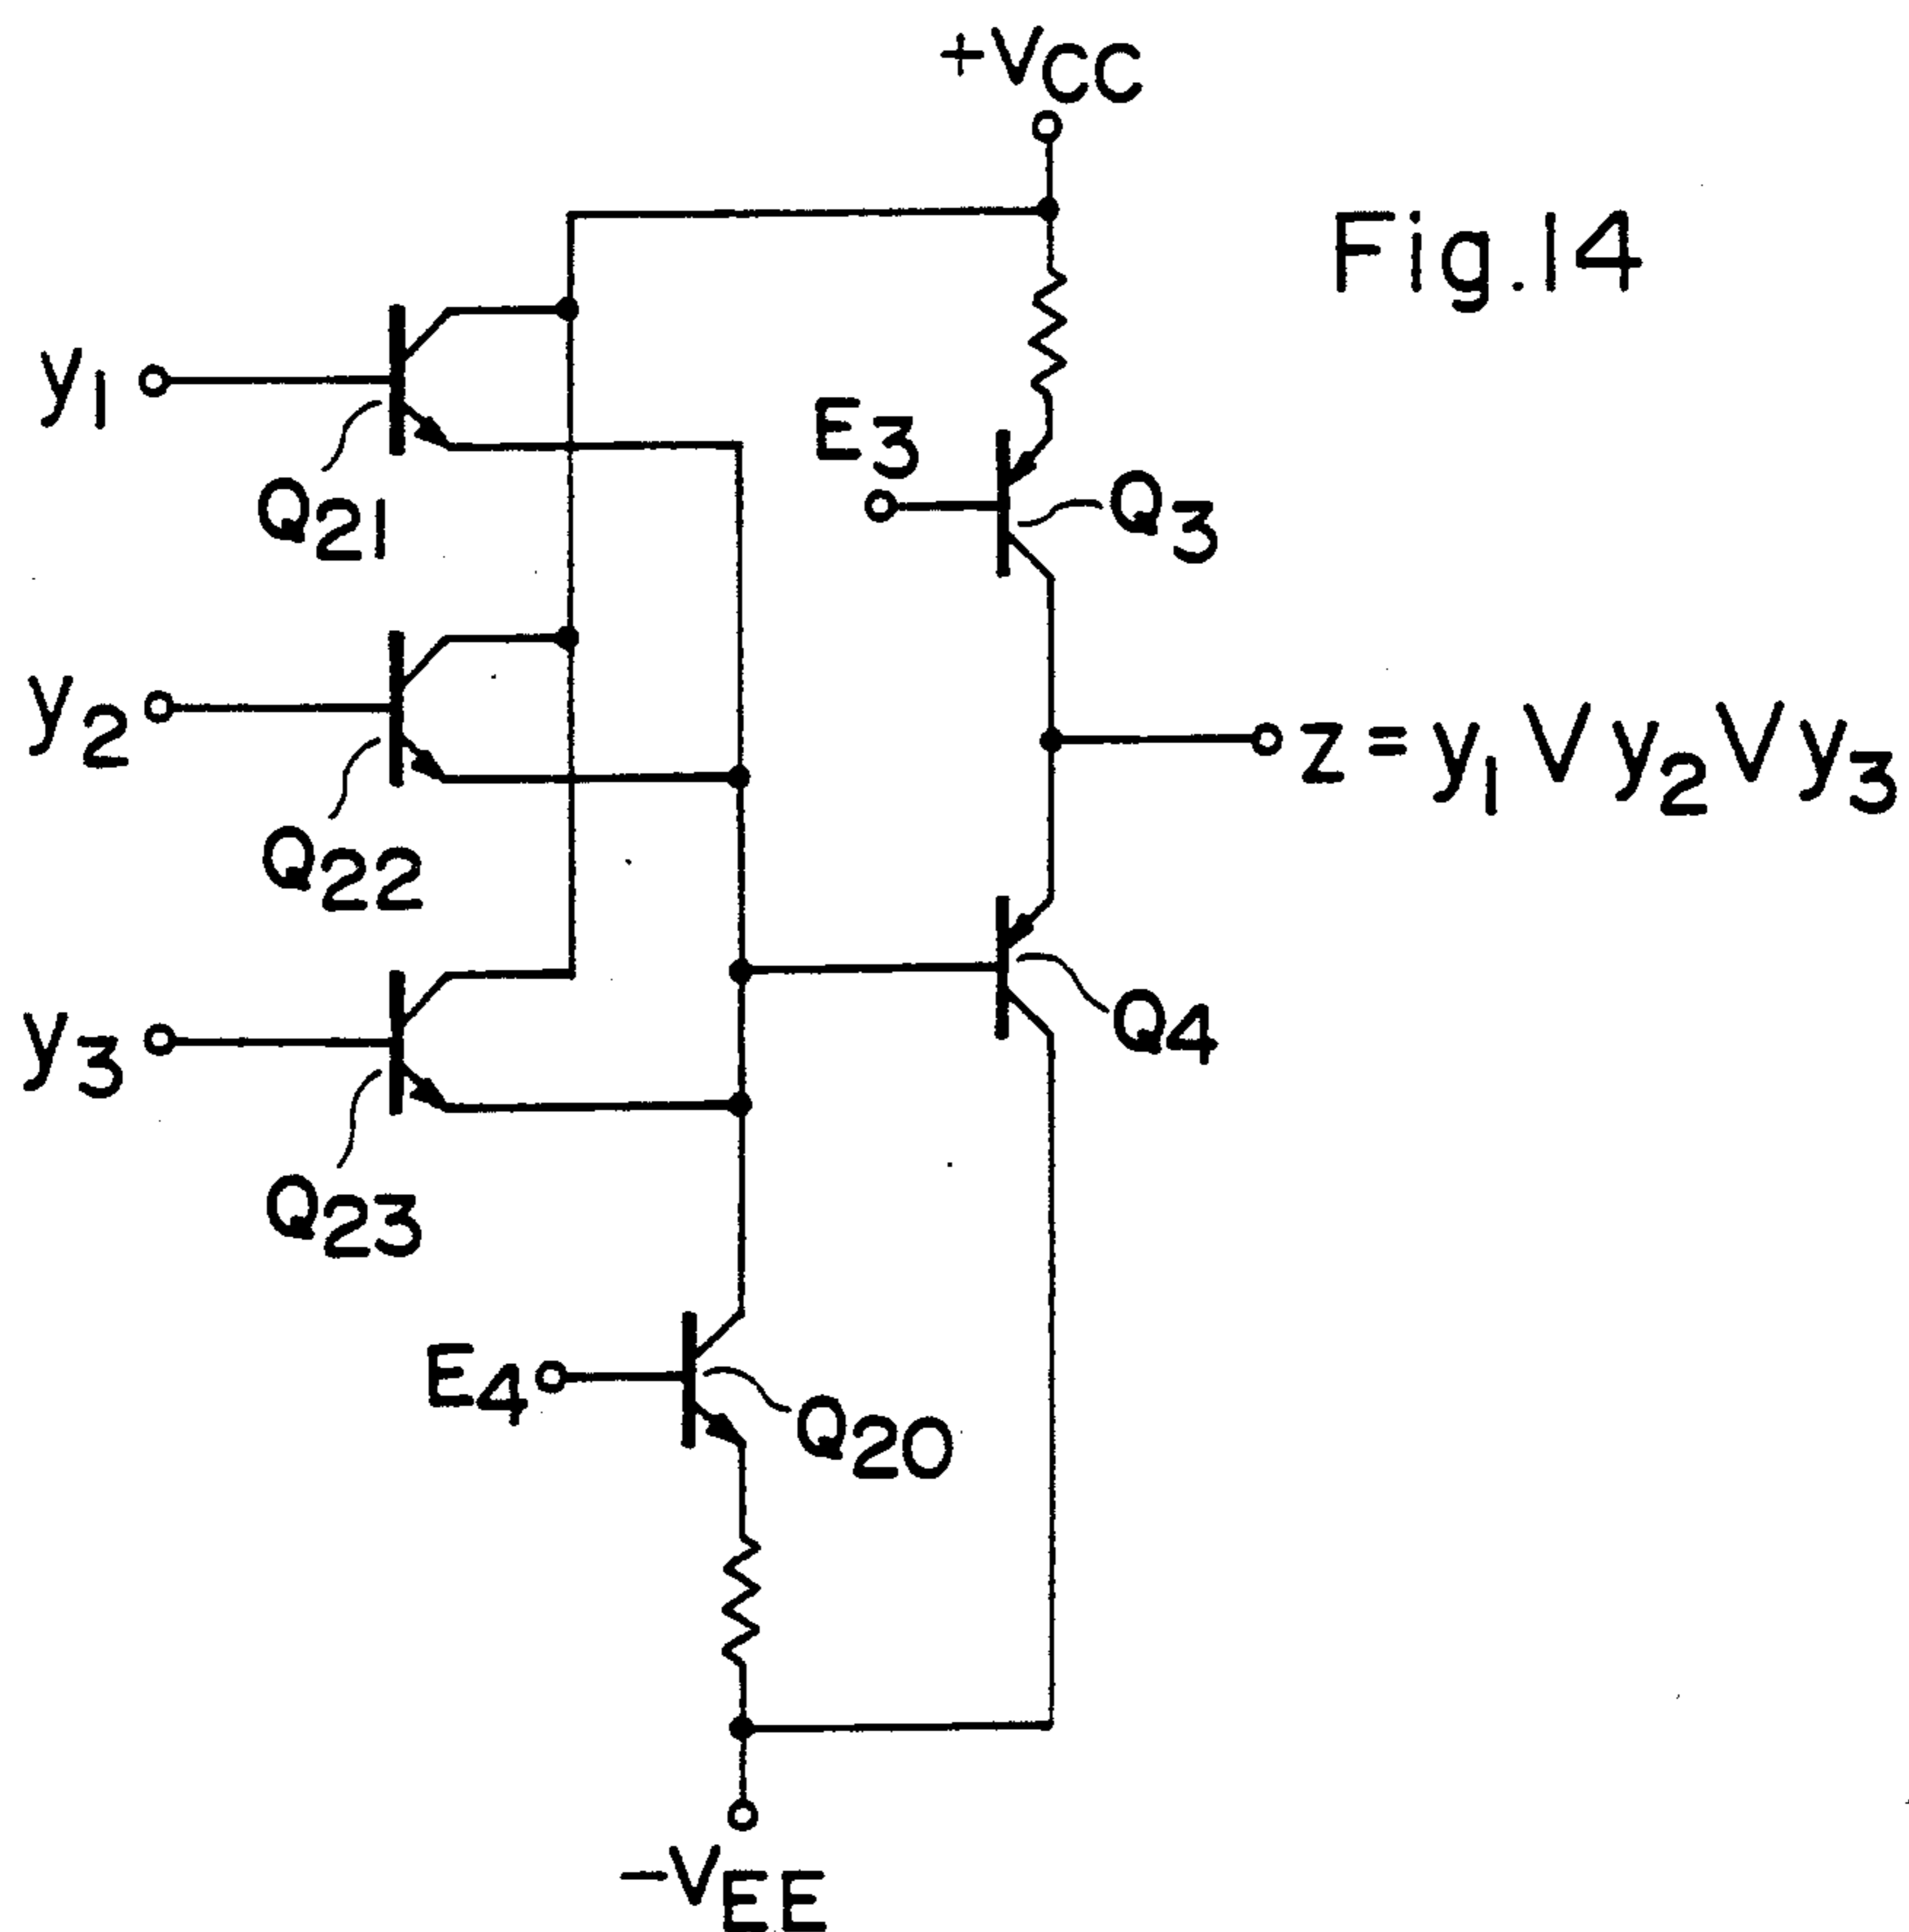 +VCC
Fig.14
y1
E3
Q3
Q21
y2
z = y1 ∨ y2 ∨ y3
Q22
y3
Q4
Q23
E4
Q20
-VEE